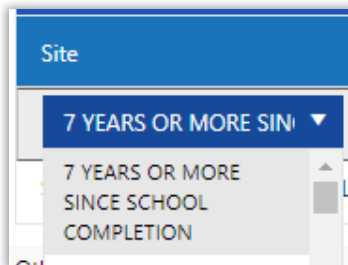 Site
7 YEARS OR MORE SIN
7 YEARS OR MORE
SINCE SCHOOL
COMPLETION